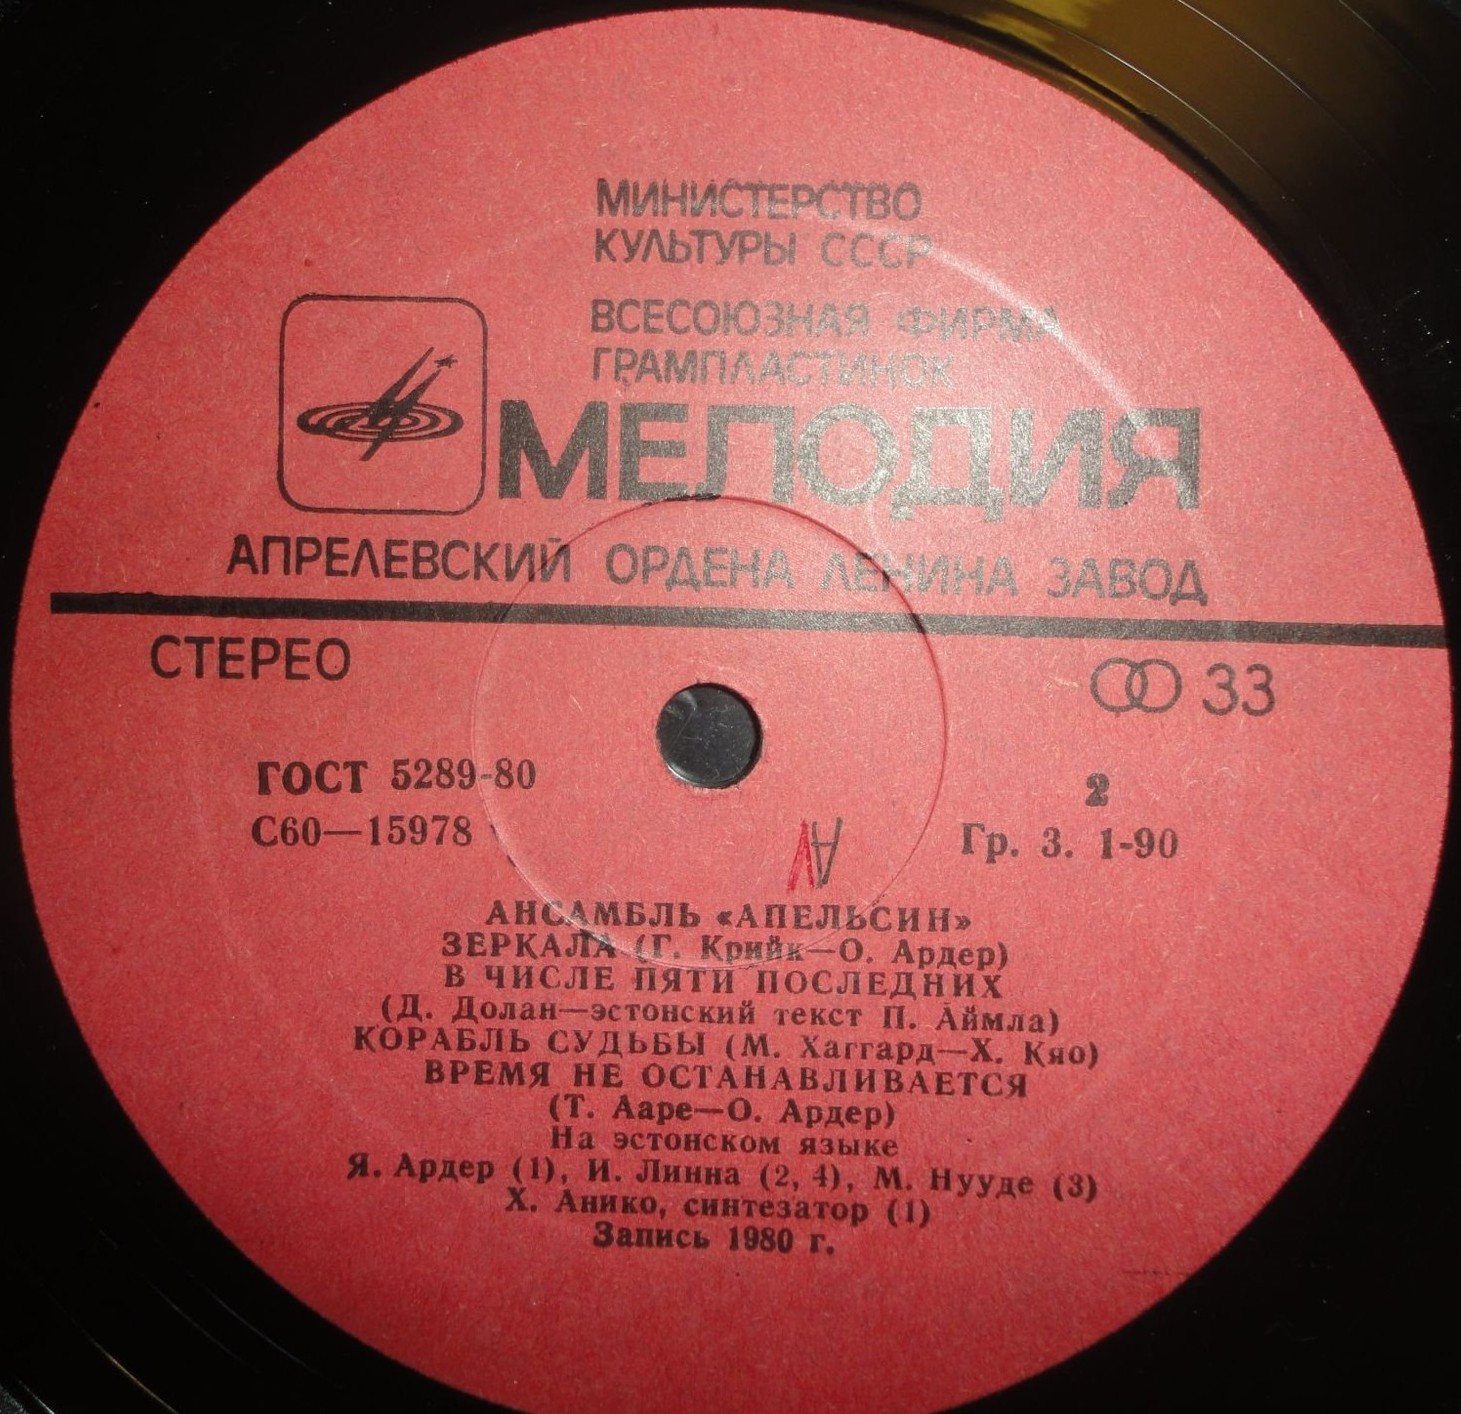 МИНИСТЕРСТВО
КУЛЬТУРЫ СССР
ВСЕСОЮЗНАЯ ФИРМА
ГРАМПЛАСТИНОК
МЕЛОДИЯ
АПРЕЛЕВСКИЙ ОРДЕНА ЛЕНИНА ЗАВОД
СТЕРЕО
33
ГОСТ 5289-80
2
С60—15978
Гр. 3. 1-90
АНСАМБЛЬ «АПЕЛЬСИН»
ЗЕРКАЛА (Г. Крийк—О. Ардер)
В ЧИСЛЕ ПЯТИ ПОСЛЕДНИХ
(Д. Долан—эстонский текст П. Аймла)
КОРАБЛЬ СУДЬБЫ (М. Хаггард—Х. Кяо)
ВРЕМЯ НЕ ОСТАНАВЛИВАЕТСЯ
(Т. Ааре—О. Ардер)
На эстонском языке
Я. Ардер (1), И. Линна (2, 4), М. Нууде (3)
Х. Анико, синтезатор (1)
Запись 1980 г.